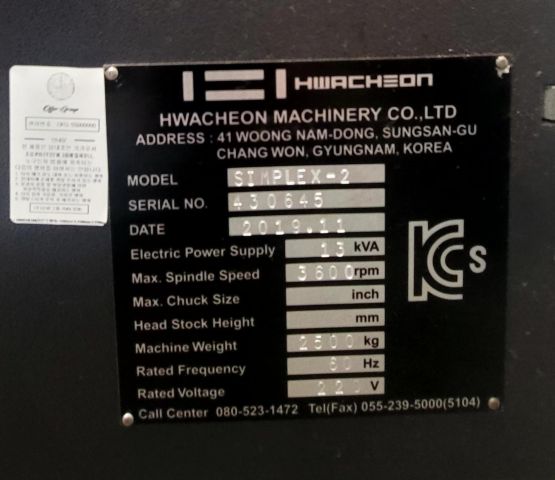 HWACHEON
HWACHEON MACHINERY CO.,LTD
ADDRESS : 41 WOONG NAM-DONG, SUNGSAN-GU
CHANG WON, GYUNGNAM, KOREA
MODEL SIMPLEX-2
SERIAL NO. 430645
DATE 2019.11
Electric Power Supply 13 kVA
Max. Spindle Speed 3600 rpm
Max. Chuck Size inch
Head Stock Height mm
Machine Weight 2500 kg
Rated Frequency 60 Hz
Rated Voltage 220 V
Call Center 080-523-1472 Tel(Fax) 055-239-5000(5104)
KCs